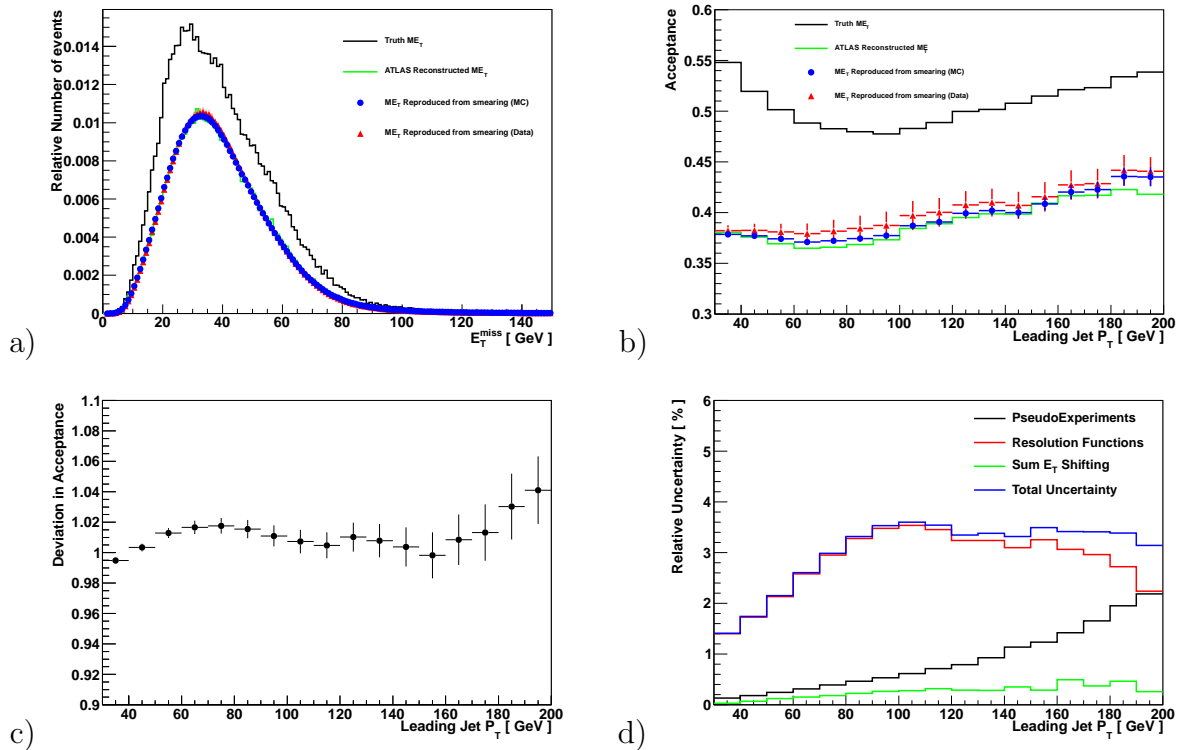 Relative Number of events
0.014
0.012
0.01
0.008
0.006
0.004
0.002
0
0 20 40 60 80 100 120 140
E_T^miss [ GeV ]
Truth ME_T
ATLAS Reconstructed ME_T
ME_T Reproduced from smearing (MC)
ME_T Reproduced from smearing (Data)
a)
Acceptance
0.6
0.55
0.5
0.45
0.4
0.35
0.3
40 60 80 100 120 140 160 180 200
Leading Jet P_T [ GeV ]
Truth ME_T
ATLAS Reconstructed ME_T
ME_T Reproduced from smearing (MC)
ME_T Reproduced from smearing (Data)
b)
Deviation in Acceptance
1.1
1.08
1.06
1.04
1.02
1
0.98
0.96
0.94
0.92
0.9
40 60 80 100 120 140 160 180 200
Leading Jet P_T [ GeV ]
c)
Relative Uncertainty [ % ]
6
5
4
3
2
1
0
40 60 80 100 120 140 160 180 200
Leading Jet P_T [ GeV ]
PseudoExperiments
Resolution Functions
Sum E_T Shifting
Total Uncertainty
d)